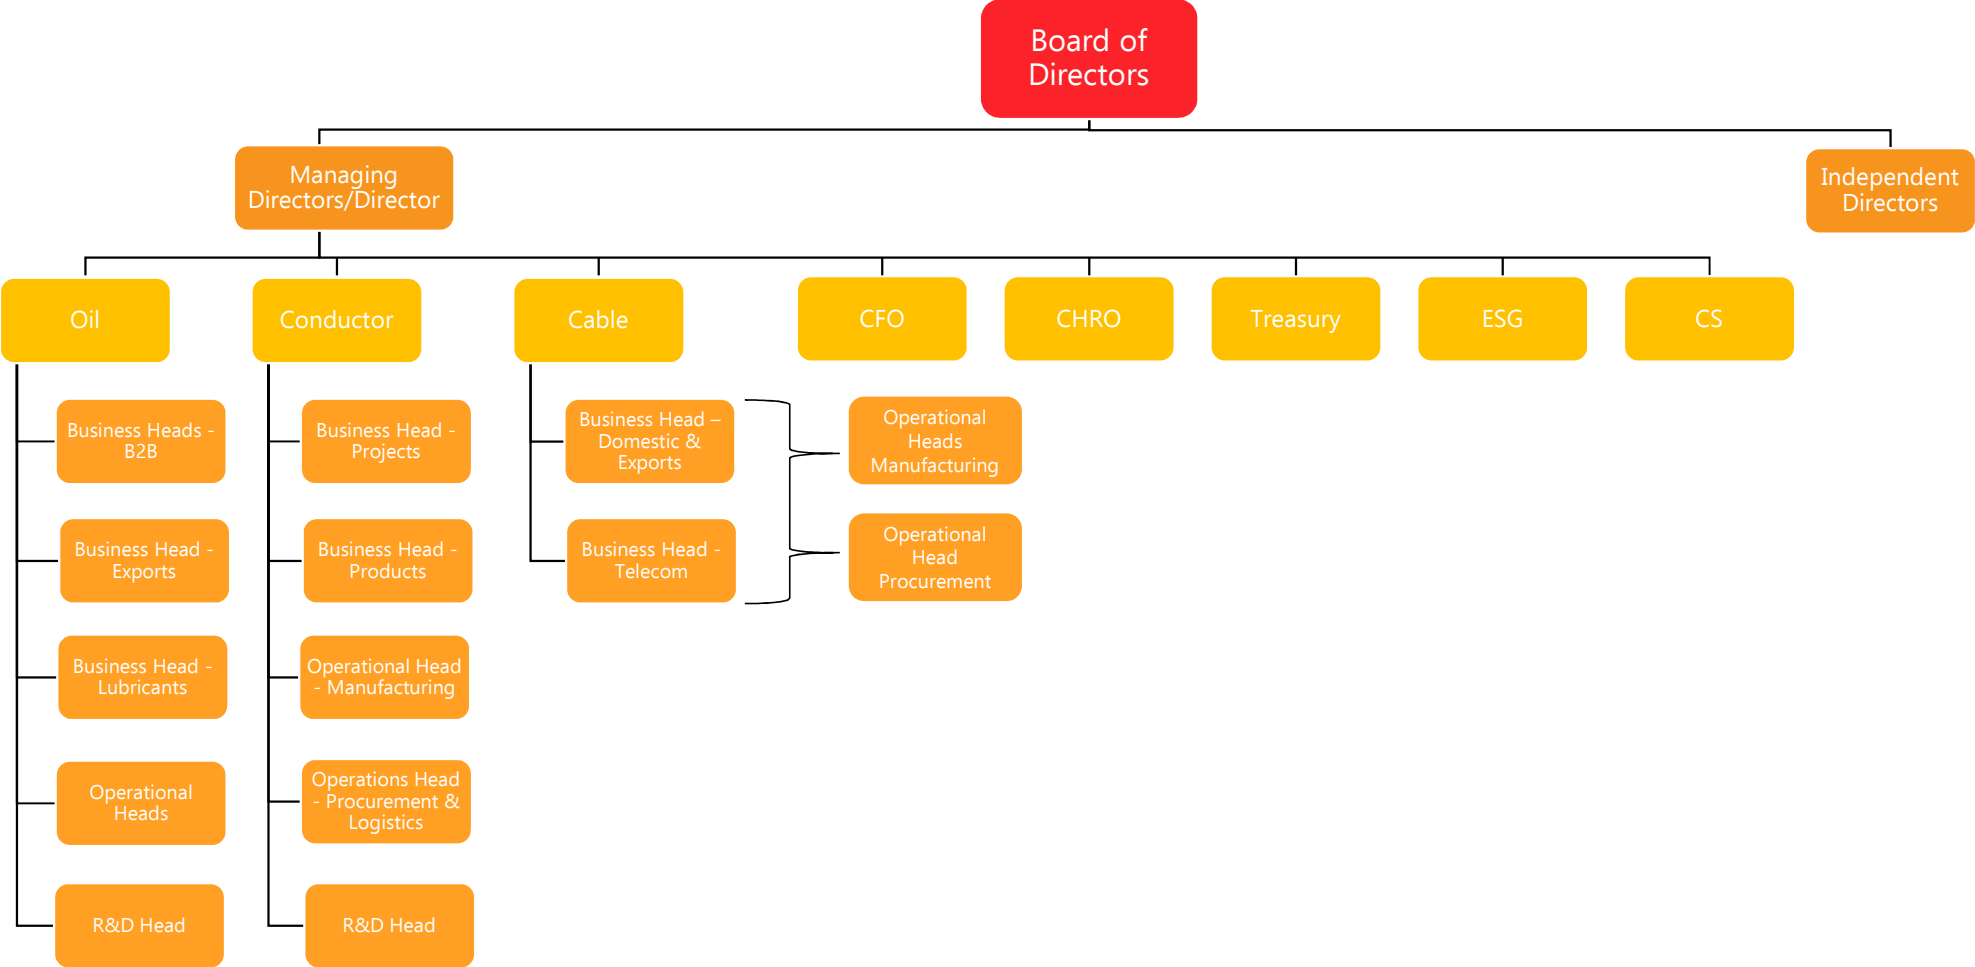 Board of
Directors
Managing
Directors/Director
Independent
Directors
Oil
Conductor
Cable
CFO
CHRO
Treasury
ESG
CS
Business Heads -
B2B
Business Head -
Projects
Business Head –
Domestic &
Exports
Operational
Heads
Manufacturing
Business Head -
Exports
Business Head -
Products
Business Head -
Telecom
Operational
Head
Procurement
Business Head -
Lubricants
Operational Head
- Manufacturing
Operational
Heads
Operations Head
- Procurement &
Logistics
R&D Head
R&D Head